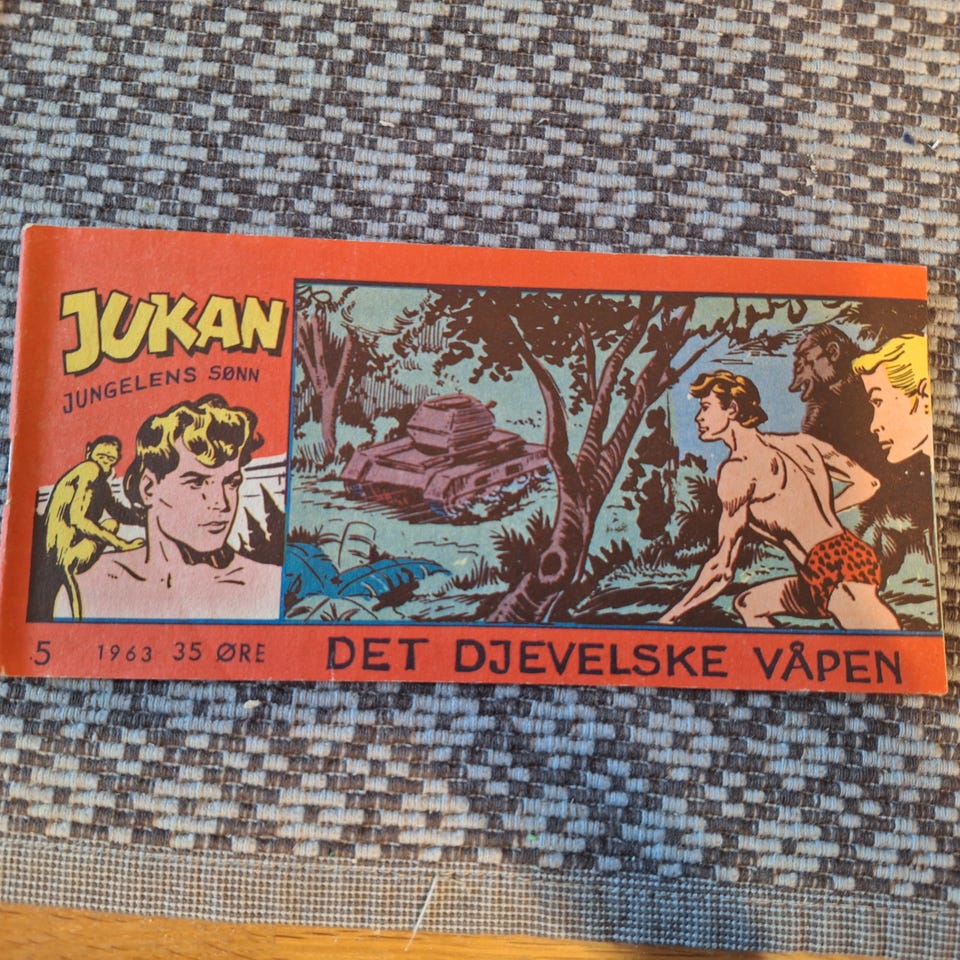 JUKAN
JUNGELENS SØNN
5 1963 35 ØRE
DET DJEVELSKE VÅPEN